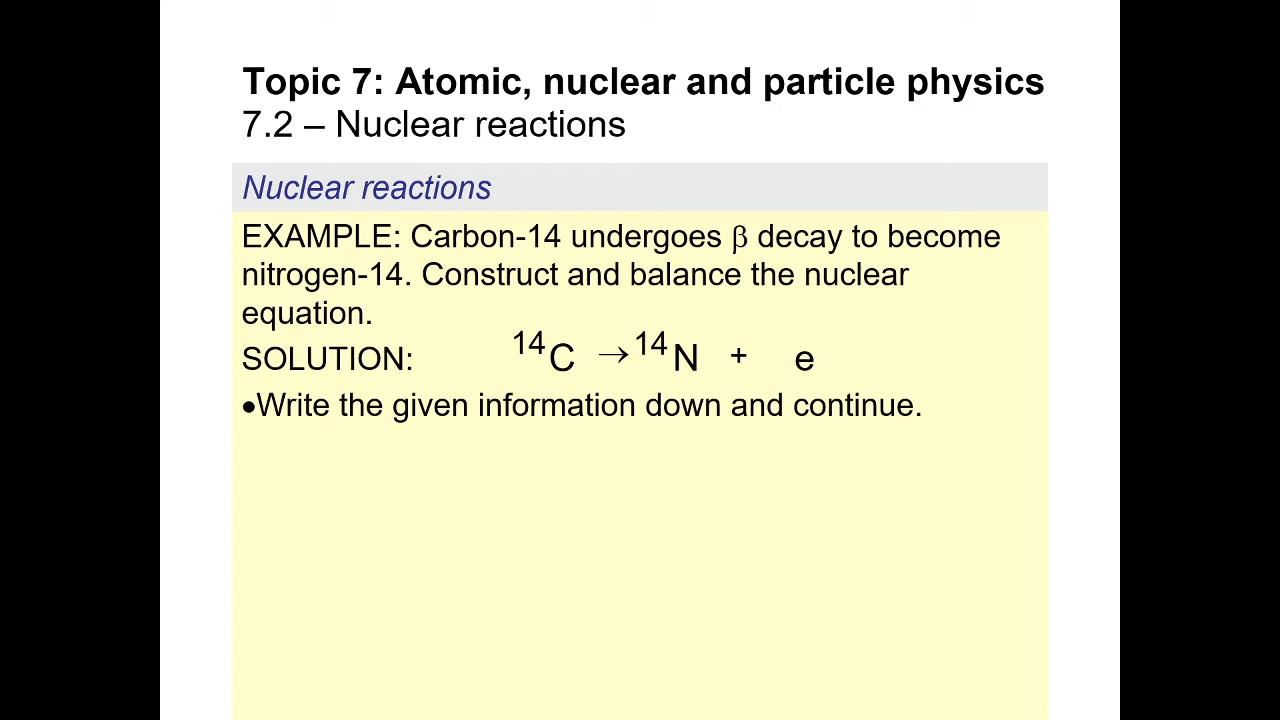 Topic 7: Atomic, nuclear and particle physics
7.2 – Nuclear reactions
Nuclear reactions
EXAMPLE: Carbon-14 undergoes β decay to become
nitrogen-14. Construct and balance the nuclear
equation.
SOLUTION: ¹⁴C → ¹⁴N + e
•Write the given information down and continue.